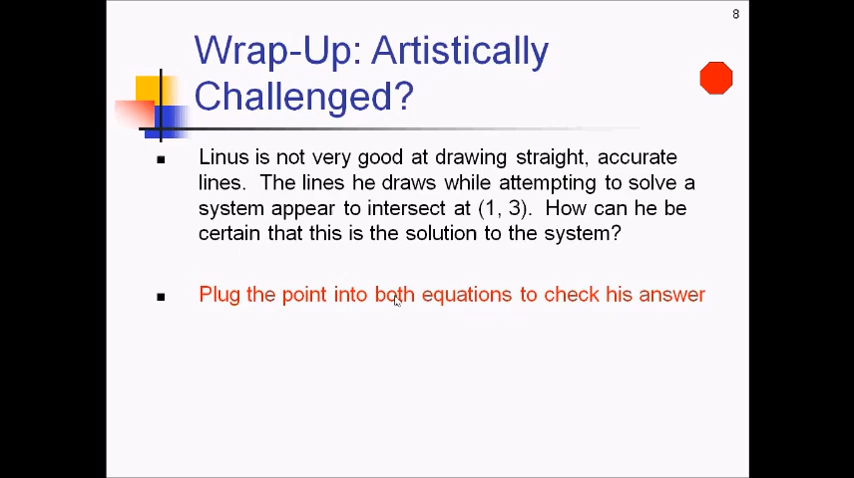 8
Wrap-Up: Artistically
Challenged?
Linus is not very good at drawing straight, accurate
lines. The lines he draws while attempting to solve a
system appear to intersect at (1, 3). How can he be
certain that this is the solution to the system?
Plug the point into both equations to check his answer